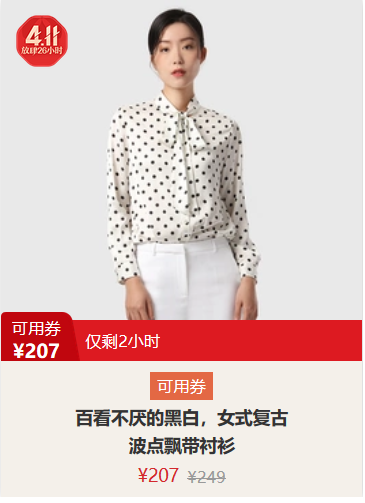 4.11
放肆26小时
可用券
¥207
仅剩2小时
可用券
百看不厌的黑白，女式复古
波点飘带衬衫
¥207 ¥249